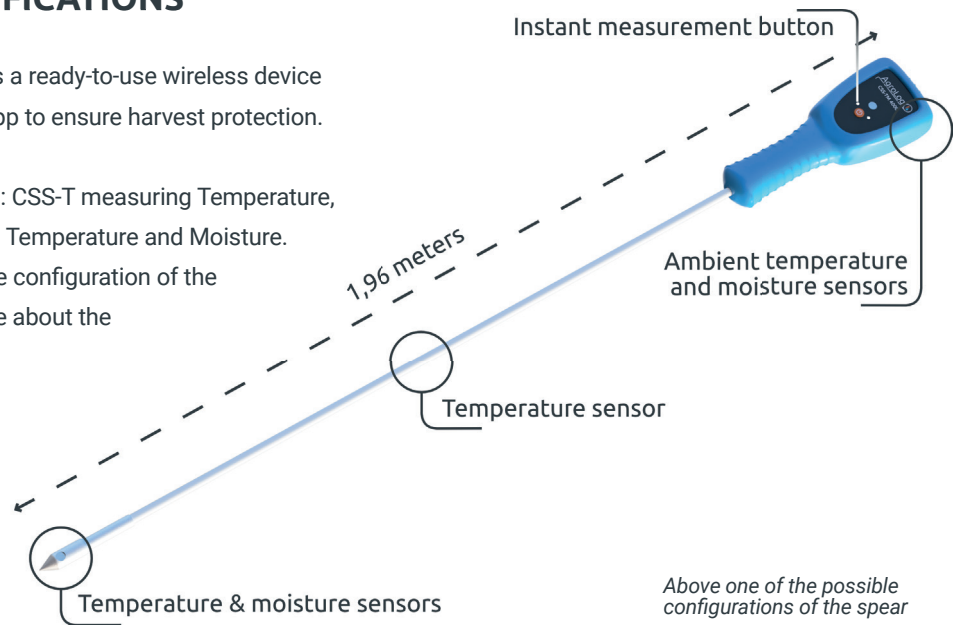 FICATIONS
s a ready-to-use wireless device
pp to ensure harvest protection.
: CSS-T measuring Temperature,
Temperature and Moisture.
e configuration of the
e about the
Instant measurement button
AgroLog
1,96 meters
Ambient temperature
and moisture sensors
Temperature sensor
Temperature & moisture sensors
Above one of the possible
configurations of the spear